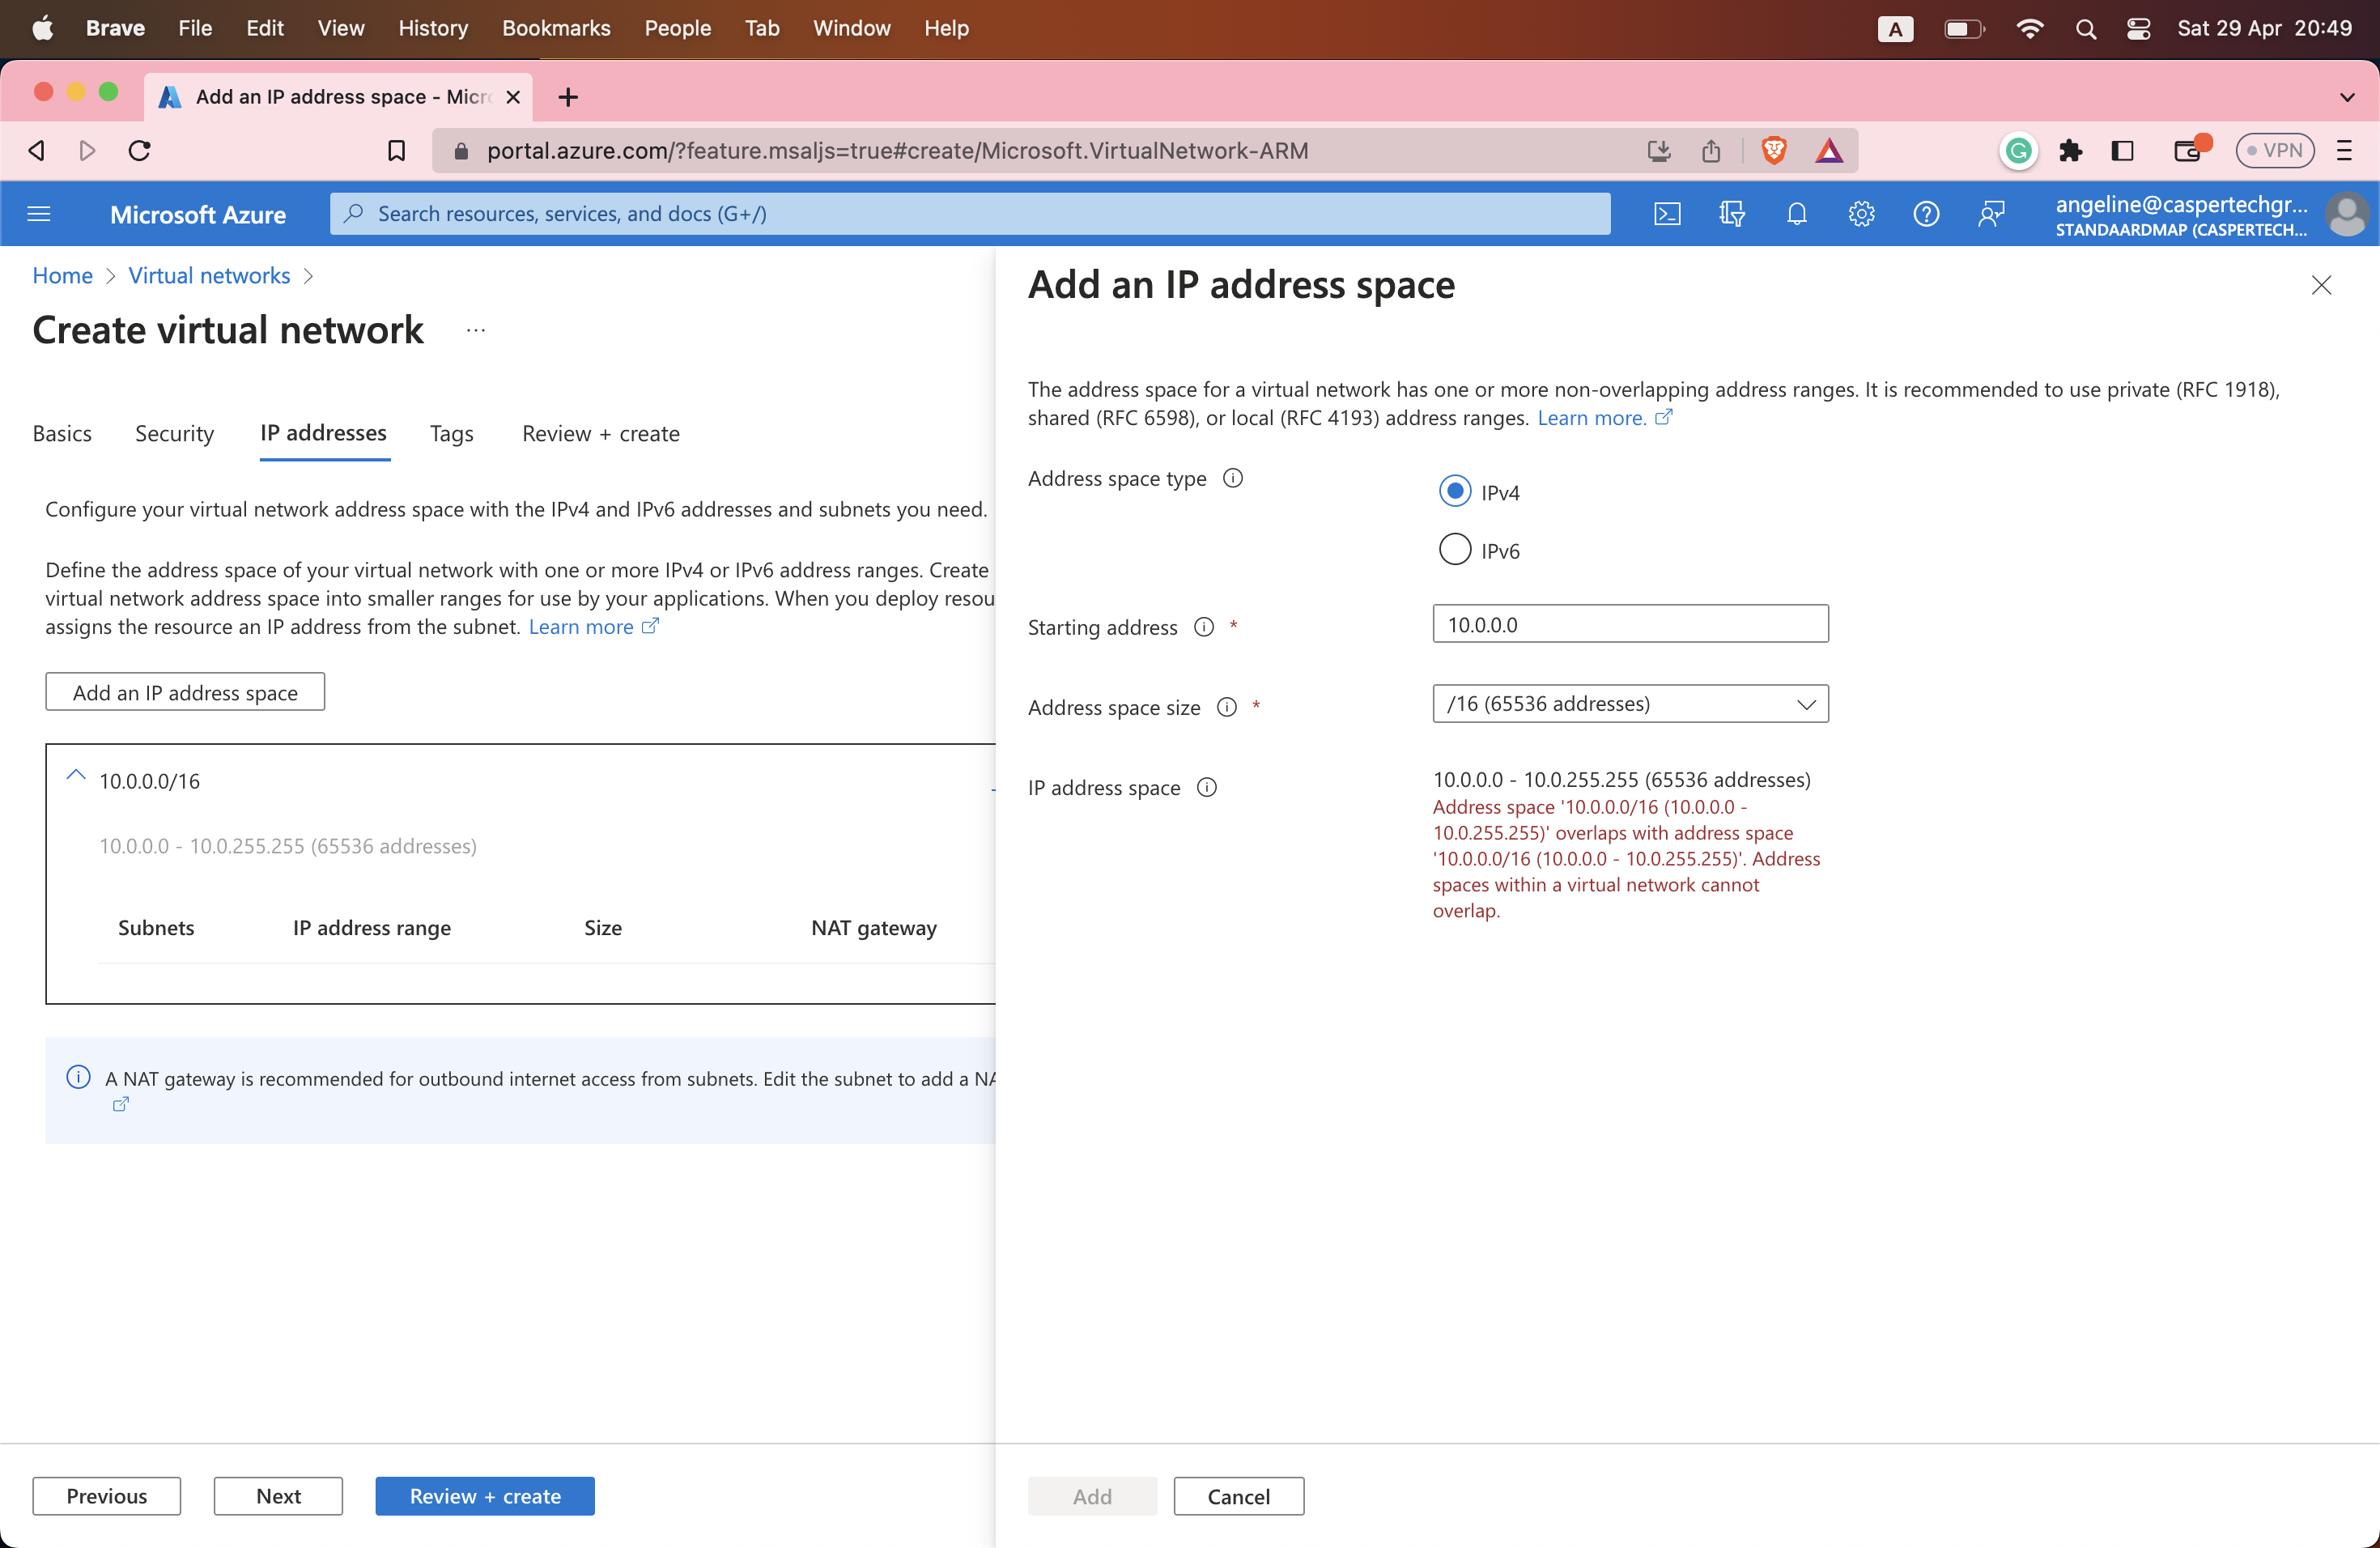 Brave File Edit View History Bookmarks People Tab Window Help A Sat 29 Apr 20:49
Add an IP address space - Micr
portal.azure.com/?feature.msaljs=true#create/Microsoft.VirtualNetwork-ARM
VPN
Microsoft Azure
Search resources, services, and docs (G+/)
angeline@caspertechgr...
STANDAARDMAP (CASPERTECH...
Home > Virtual networks >
Create virtual network ...
Basics Security IP addresses Tags Review + create
Configure your virtual network address space with the IPv4 and IPv6 addresses and subnets you need.
Define the address space of your virtual network with one or more IPv4 or IPv6 address ranges. Create
virtual network address space into smaller ranges for use by your applications. When you deploy resou
assigns the resource an IP address from the subnet. Learn more
Add an IP address space
10.0.0.0/16
10.0.0.0 - 10.0.255.255 (65536 addresses)
Subnets IP address range Size NAT gateway
A NAT gateway is recommended for outbound internet access from subnets. Edit the subnet to add a NA
Previous Next Review + create
Add an IP address space
The address space for a virtual network has one or more non-overlapping address ranges. It is recommended to use private (RFC 1918),
shared (RFC 6598), or local (RFC 4193) address ranges. Learn more.
Address space type
IPv4
IPv6
Starting address * 10.0.0.0
Address space size * /16 (65536 addresses)
IP address space 10.0.0.0 - 10.0.255.255 (65536 addresses)
Address space '10.0.0.0/16 (10.0.0.0 -
10.0.255.255)' overlaps with address space
'10.0.0.0/16 (10.0.0.0 - 10.0.255.255)'. Address
spaces within a virtual network cannot
overlap.
Add Cancel